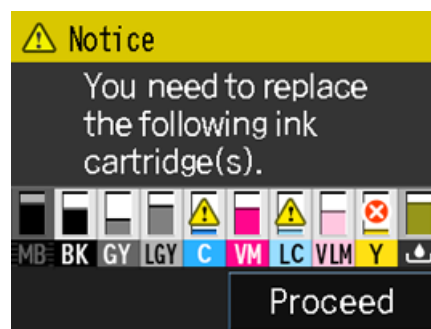 Notice
You need to replace
the following ink
cartridge(s).
MB BK GY LGY C VM LC VLM Y
Proceed